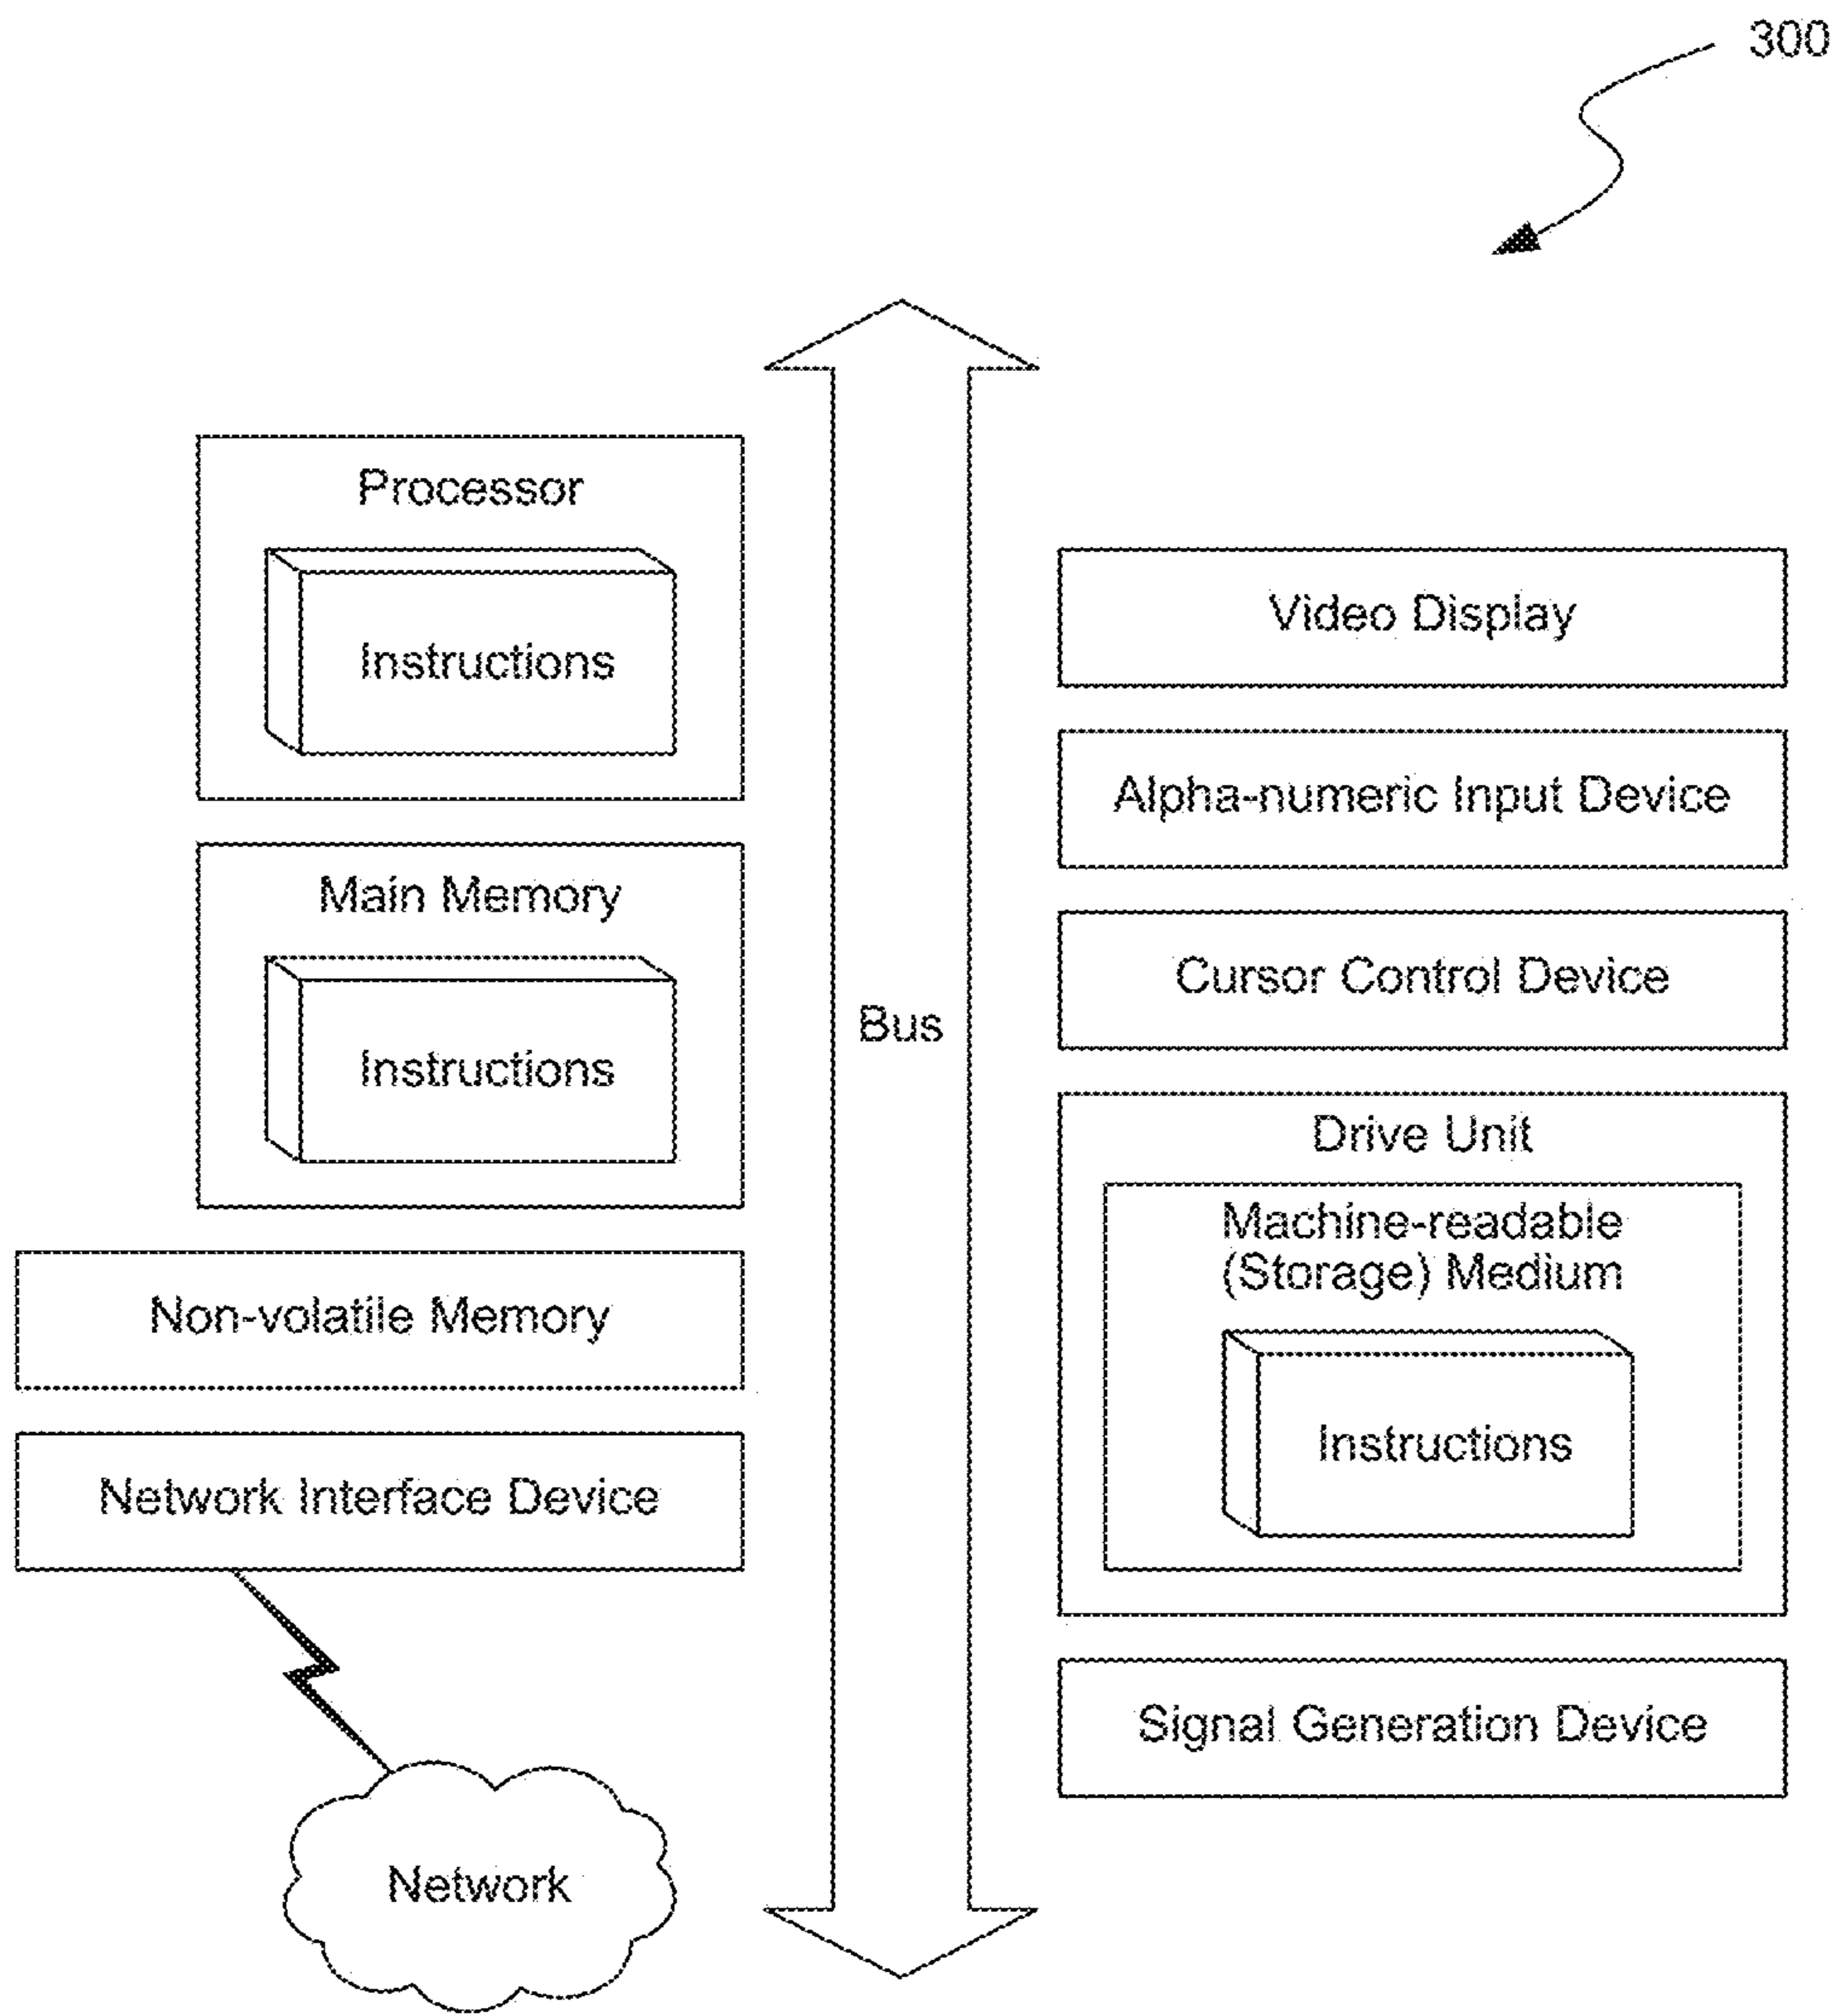 300
Processor
Instructions
Main Memory
Instructions
Non-volatile Memory
Network Interface Device
Network
Bus
Video Display
Alpha-numeric Input Device
Cursor Control Device
Drive Unit
Machine-readable
(Storage) Medium
Instructions
Signal Generation Device